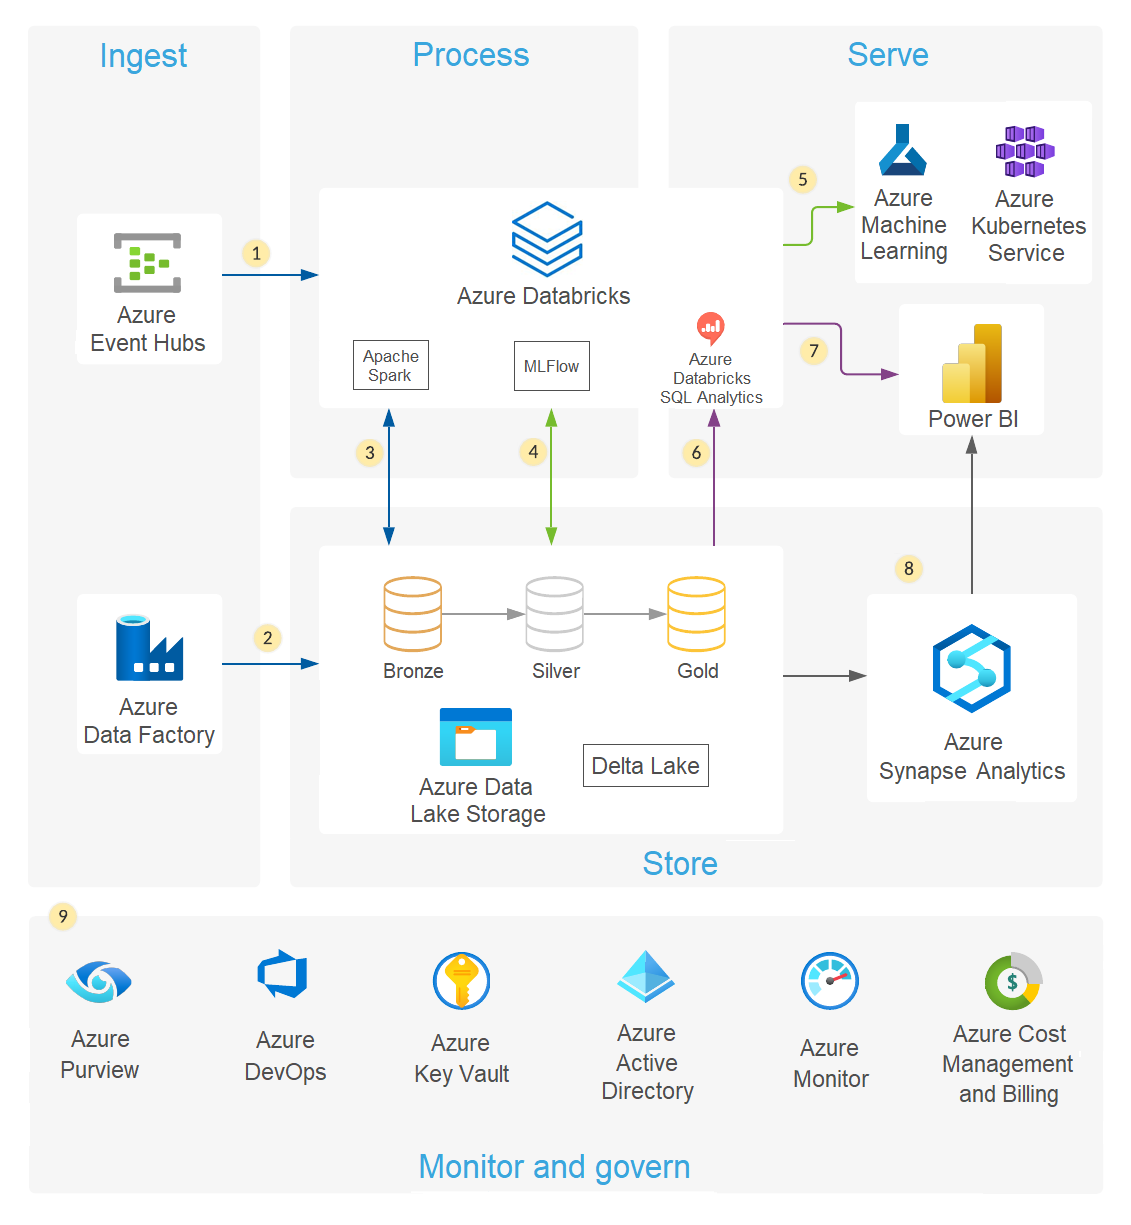 Ingest
Process
Serve
Azure
Machine
Learning
Azure
Kubernetes
Service
5
1
Azure
Event Hubs
Azure Databricks
Apache
Spark
MLFlow
Azure
Databricks
SQL Analytics
7
Power BI
3
4
6
8
2
Azure
Data Factory
Bronze
Silver
Gold
Azure Data
Lake Storage
Delta Lake
Azure
Synapse Analytics
Store
9
Azure
Purview
Azure
DevOps
Azure
Key Vault
Azure
Active
Directory
Azure
Monitor
Azure Cost
Management
and Billing
$
Monitor and govern